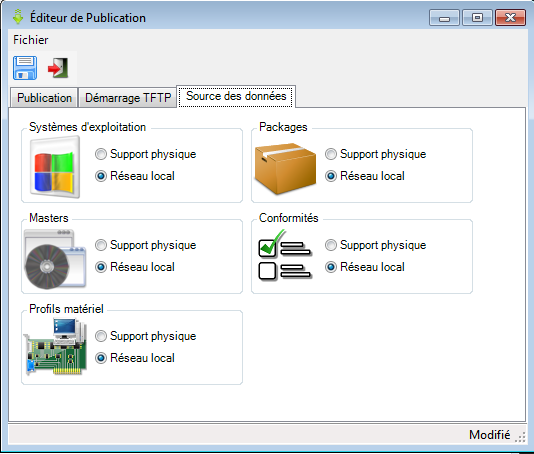 Éditeur de Publication
Fichier
Publication Démarrage TFTP Source des données
Systèmes d'exploitation
Support physique
Réseau local
Packages
Support physique
Réseau local
Masters
Support physique
Réseau local
Conformités
Support physique
Réseau local
Profils matériel
Support physique
Réseau local
Modifié